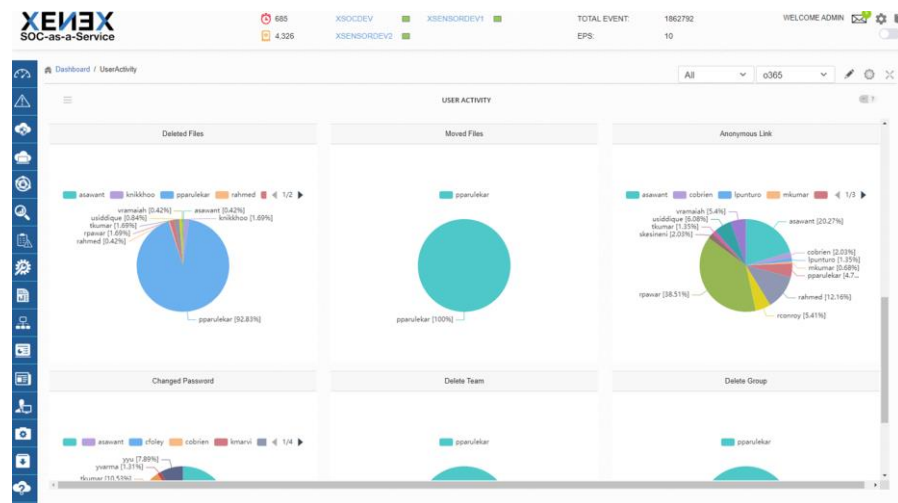 XENEX
SOC-as-a-Service
685
4,326
XSOCDEV
XSENSORDEV1
XSENSORDEV2
TOTAL EVENT:
1862792
EPS:
10
WELCOME ADMIN
Dashboard / UserActivity
All
o365
USER ACTIVITY
Deleted Files
asawant knikkhoo pparulekar rahmed 1/2
vramaiah [0.42%]
asawant [0.42%]
usiddique [0.84%]
knikkhoo [1.69%]
tkumar [1.69%]
rpawar [1.69%]
rahmed [0.42%]
pparulekar [92.83%]
Moved Files
pparulekar
pparulekar [100%]
Anonymous Link
asawant cobrien lpunturo mkumar 1/3
vramaiah [5.4%]
usiddique [6.08%]
tkumar [1.35%]
skesineni [2.03%]
asawant [20.27%]
cobrien [2.03%]
lpunturo [1.35%]
mkumar [0.68%]
pparulekar [4.7...
rpawar [38.51%]
rahmed [12.16%]
rconroy [5.41%]
Changed Password
asawant cfoley cobrien kmarvi 1/4
yyu [7.89%]
yvarma [1.31%]
tkumar [10.53%]
Delete Team
pparulekar
Delete Group
pparulekar